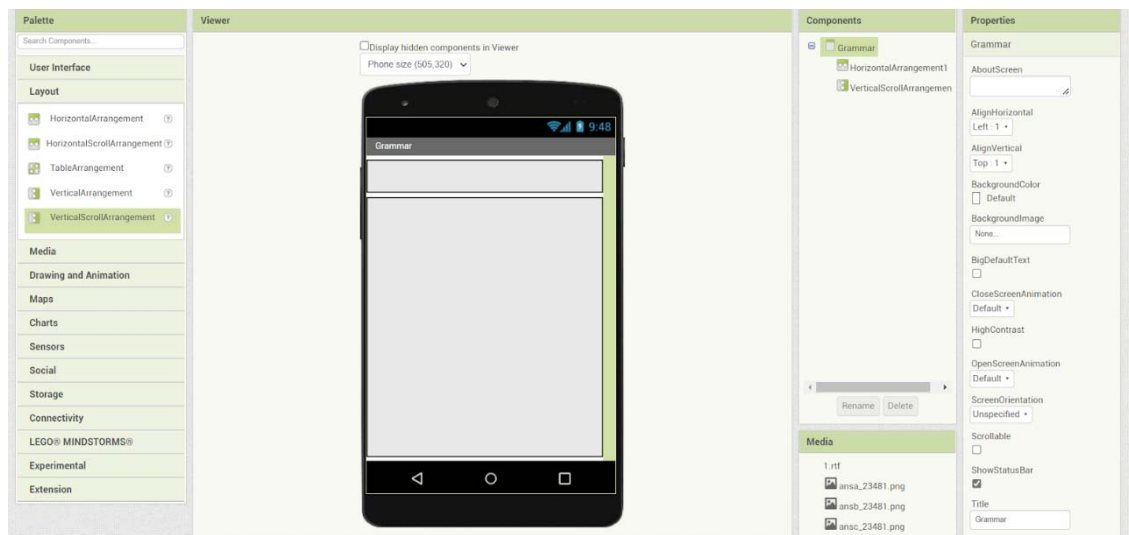 Palette
Search Components...
User Interface
Layout
HorizontalArrangement
HorizontalScrollArrangement
TableArrangement
VerticalArrangement
VerticalScrollArrangement
Media
Drawing and Animation
Maps
Charts
Sensors
Social
Storage
Connectivity
LEGO® MINDSTORMS®
Experimental
Extension
Viewer
Display hidden components in Viewer
Phone size (505,320)
9:48
Grammar
Components
Grammar
HorizontalArrangement1
VerticalScrollArrangemen
Rename Delete
Media
1.rtf
ansa_23481.png
ansb_23481.png
ansc_23481.png
Properties
Grammar
AboutScreen
AlignHorizontal
Left : 1
AlignVertical
Top : 1
BackgroundColor
Default
BackgroundImage
None...
BigDefaultText
CloseScreenAnimation
Default
HighContrast
OpenScreenAnimation
Default
ScreenOrientation
Unspecified
Scrollable
ShowStatusBar
Title
Grammar